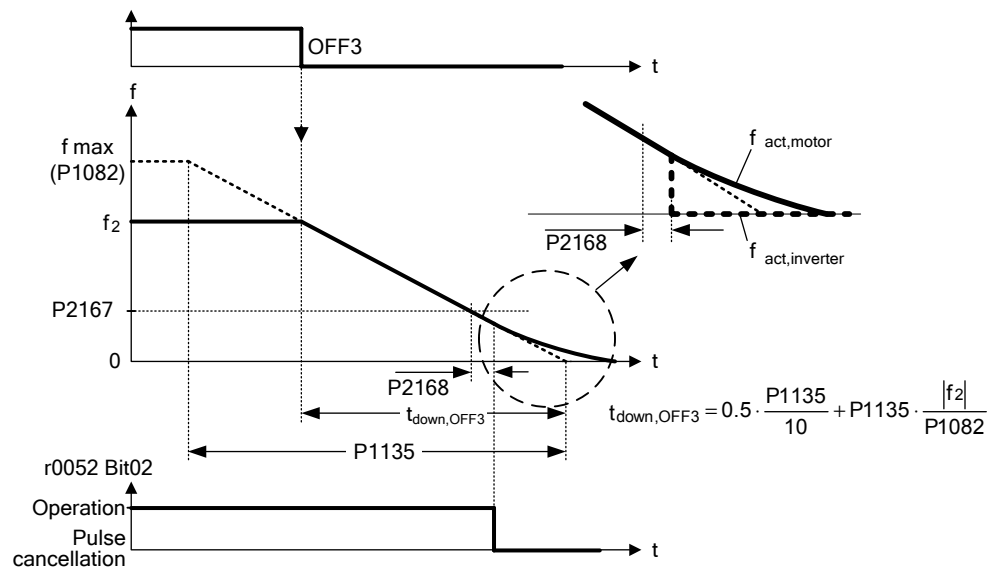 OFF3
t
f
f max
(P1082)
f act,motor
f2
P2168
f act,inverter
P2167
0
t
P2168
tdown,OFF3
tdown,OFF3 = 0.5 · P1135/10 + P1135 · |f2|/P1082
P1135
r0052 Bit02
Operation
Pulse
cancellation
t